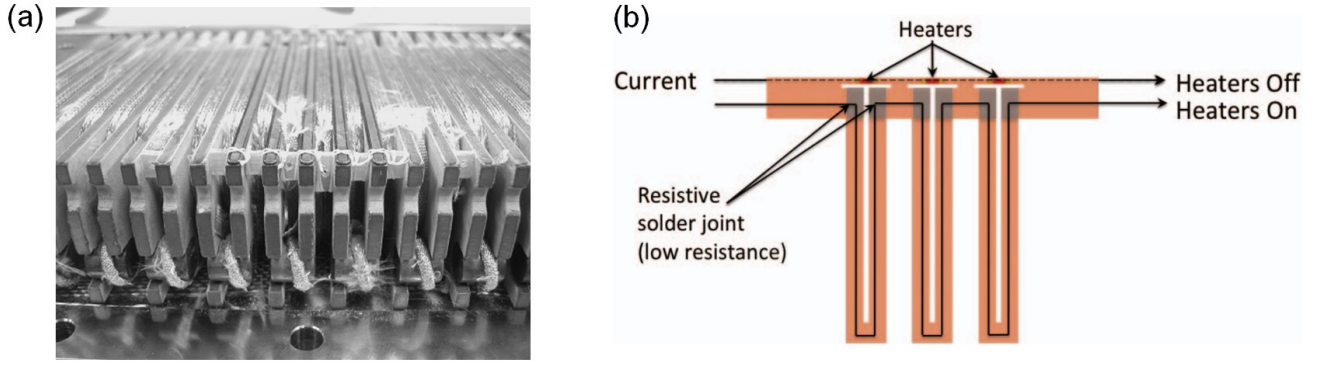 (a)
(b)
Heaters
Current
Heaters Off
Heaters On
Resistive
solder joint
(low resistance)